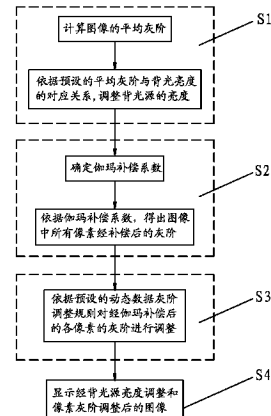 计算图像的平均灰阶
S1
依据预设的平均灰阶与背光亮度
的对应关系,调整背光源的亮度
确定伽玛补偿系数
S2
依据伽玛补偿系数，得出图像
中所有像素经补偿后的灰阶
依据预设的动态数据灰阶
调整规则对经伽玛补偿后
的各像素的灰阶进行调整
S3
显示经背光源亮度调整和
像素灰阶调整后的图像
S4